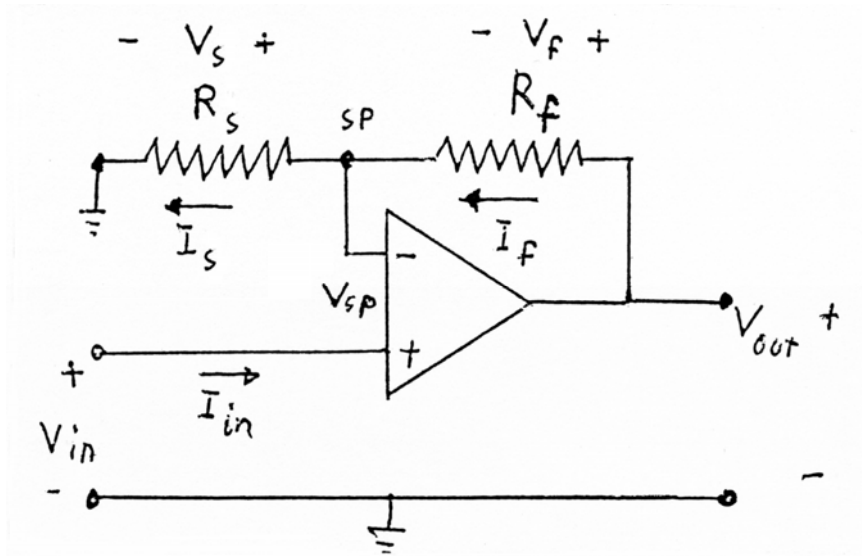 - Vs + - Vf +
Rs Rf
SP
Is If
-
Vsp
+
Vout +
+
Iin
Vin
- -